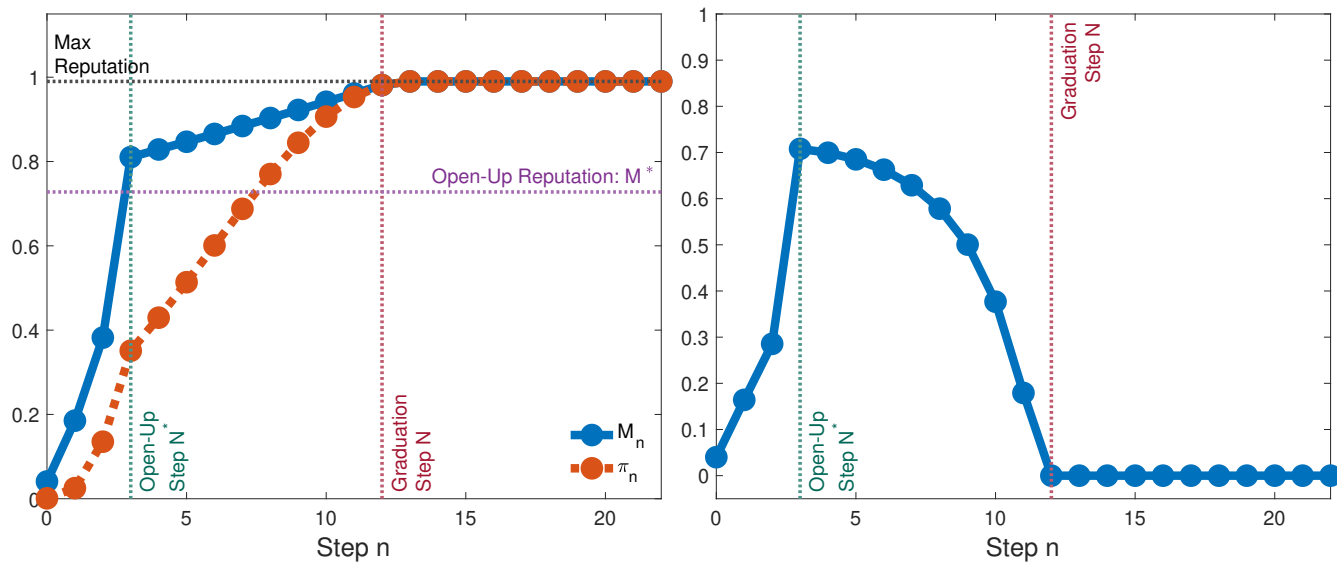 Max
Reputation
1
0.8
0.6
0.4
0.2
0
Open-Up Reputation: M*
Open-Up
Step N*
Graduation
Step N
M_n
π_n
0
5
10
15
20
Step n
1
0.9
0.8
0.7
0.6
0.5
0.4
0.3
0.2
0.1
0
Graduation
Step N
Open-Up
Step N*
0
5
10
15
20
Step n